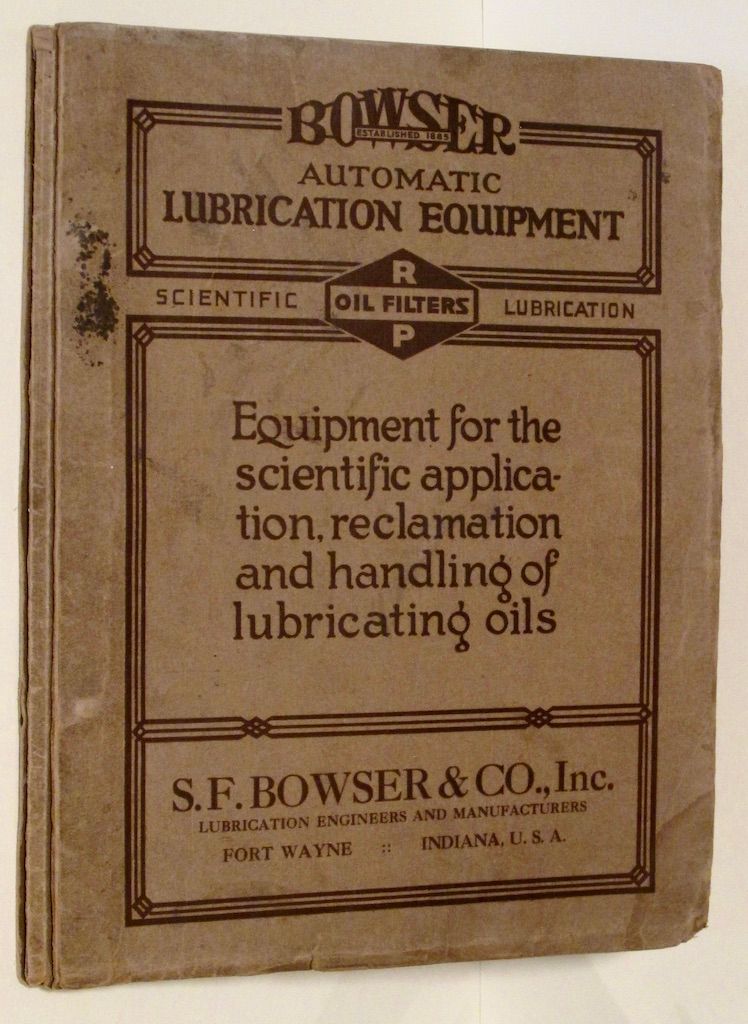 BOWSER
ESTABLISHED 1885
AUTOMATIC
LUBRICATION EQUIPMENT
SCIENTIFIC
R
OIL FILTERS
P
LUBRICATION
Equipment for the
scientific applica-
tion, reclamation
and handling of
lubricating oils
S. F. BOWSER & CO., Inc.
LUBRICATION ENGINEERS AND MANUFACTURERS
FORT WAYNE :: INDIANA, U. S. A.